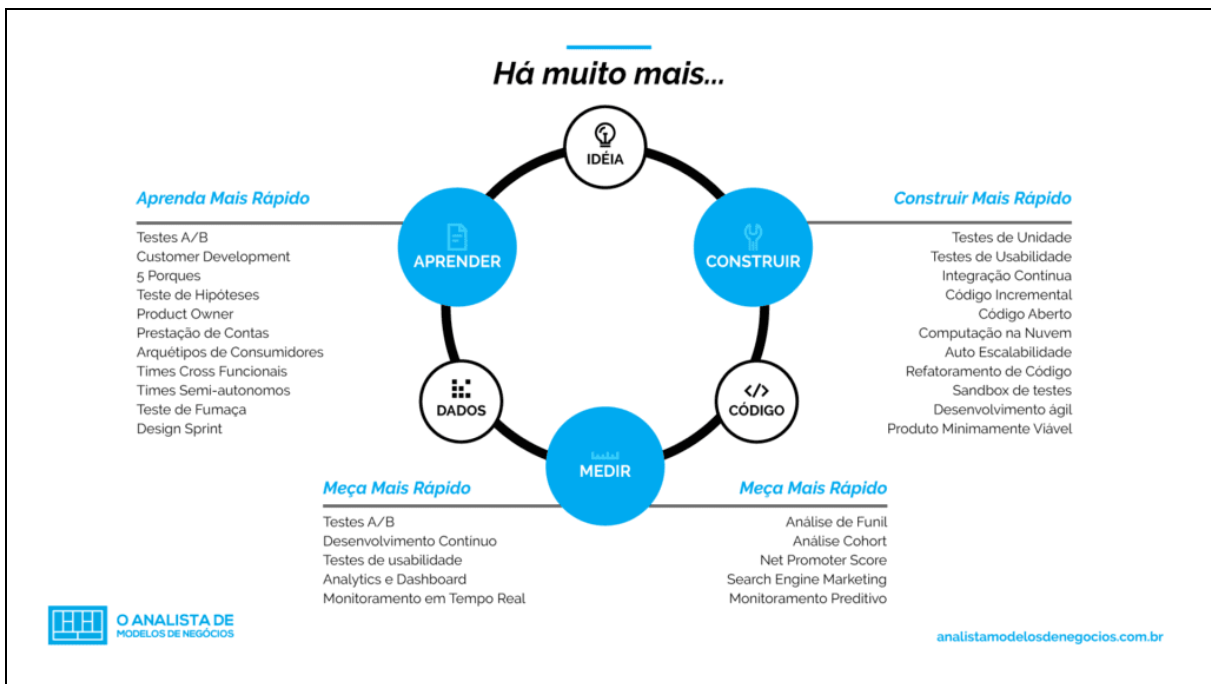 Há muito mais...
IDÉIA
Aprenda Mais Rápido
Testes A/B
Customer Development
5 Porques
Teste de Hipóteses
Product Owner
Prestação de Contas
Arquétipos de Consumidores
Times Cross Funcionais
Times Semi-autonomos
Teste de Fumaça
Design Sprint
APRENDER
CONSTRUIR
Construir Mais Rápido
Testes de Unidade
Testes de Usabilidade
Integração Contínua
Código Incremental
Código Aberto
Computação na Nuvem
Auto Escalabilidade
Refatoramento de Código
Sandbox de testes
Desenvolvimento ágil
Produto Minimamente Viável
DADOS
</>
CÓDIGO
MEDIR
Meça Mais Rápido
Testes A/B
Desenvolvimento Contínuo
Testes de usabilidade
Analytics e Dashboard
Monitoramento em Tempo Real
Meça Mais Rápido
Análise de Funil
Análise Cohort
Net Promoter Score
Search Engine Marketing
Monitoramento Preditivo
O ANALISTA DE
MODELOS DE NEGÓCIOS
analistamodelosdenegocios.com.br